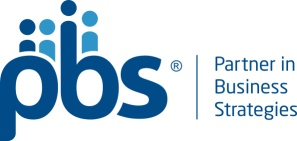 pbs®
Partner in
Business
Strategies